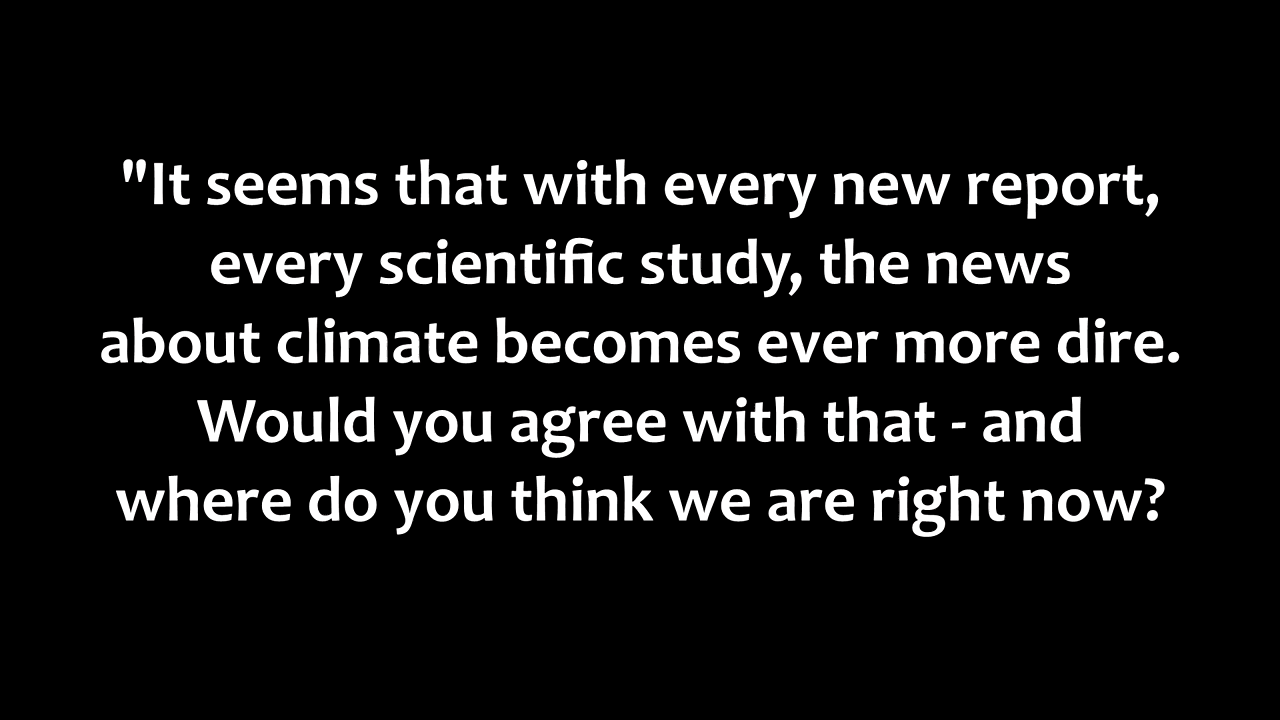 "It seems that with every new report,
every scientific study, the news
about climate becomes ever more dire.
Would you agree with that - and
where do you think we are right now?